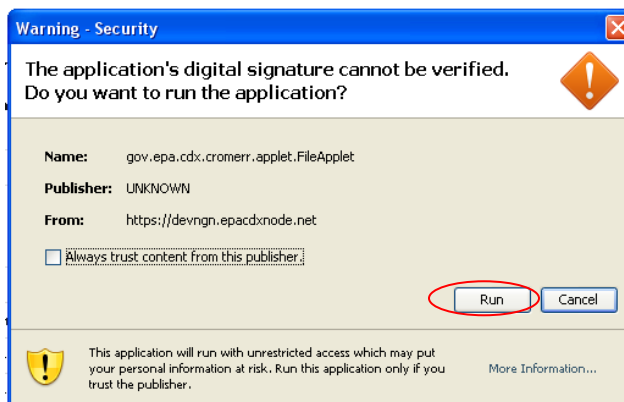 Warning - Security
The application's digital signature cannot be verified.
Do you want to run the application?
Name: gov.epa.cdx.cromerr.applet.FileApplet
Publisher: UNKNOWN
From: https://devngn.epacdxnode.net
Always trust content from this publisher.
Run Cancel
This application will run with unrestricted access which may put
your personal information at risk. Run this application only if you
trust the publisher.
More Information...